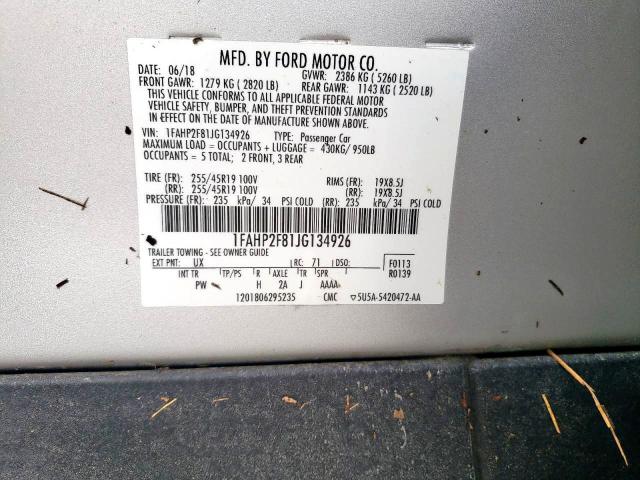 MFD. BY FORD MOTOR CO.
DATE: 06/18 GVWR: 2386 KG ( 5260 LB)
FRONT GAWR: 1279 KG ( 2820 LB) REAR GAWR: 1143 KG ( 2520 LB)
THIS VEHICLE CONFORMS TO ALL APPLICABLE FEDERAL MOTOR
VEHICLE SAFETY, BUMPER, AND THEFT PREVENTION STANDARDS
IN EFFECT ON THE DATE OF MANUFACTURE SHOWN ABOVE.
VIN: 1FAHP2F81JG134926 TYPE: Passenger Car
MAXIMUM LOAD = OCCUPANTS + LUGGAGE = 430KG/ 950LB
OCCUPANTS = 5 TOTAL; 2 FRONT, 3 REAR
TIRE (FR): 255/45R19 100V RIMS (FR): 19X8.5J
(RR): 255/45R19 100V (RR): 19X8.5J
PRESSURE (FR): 235 kPa/ 34 PSI COLD (RR): 235 kPa/ 34 PSI COLD
1FAHP2F81JG134926
TRAILER TOWING - SEE OWNER GUIDE
EXT PNT: UX RC: 71 DSO: F0113
INT TR TP/PS R AXLE TR SPR R0139
PW H 2A J AAAA
1201806295235 CMC ▽5U5A-5420472-AA